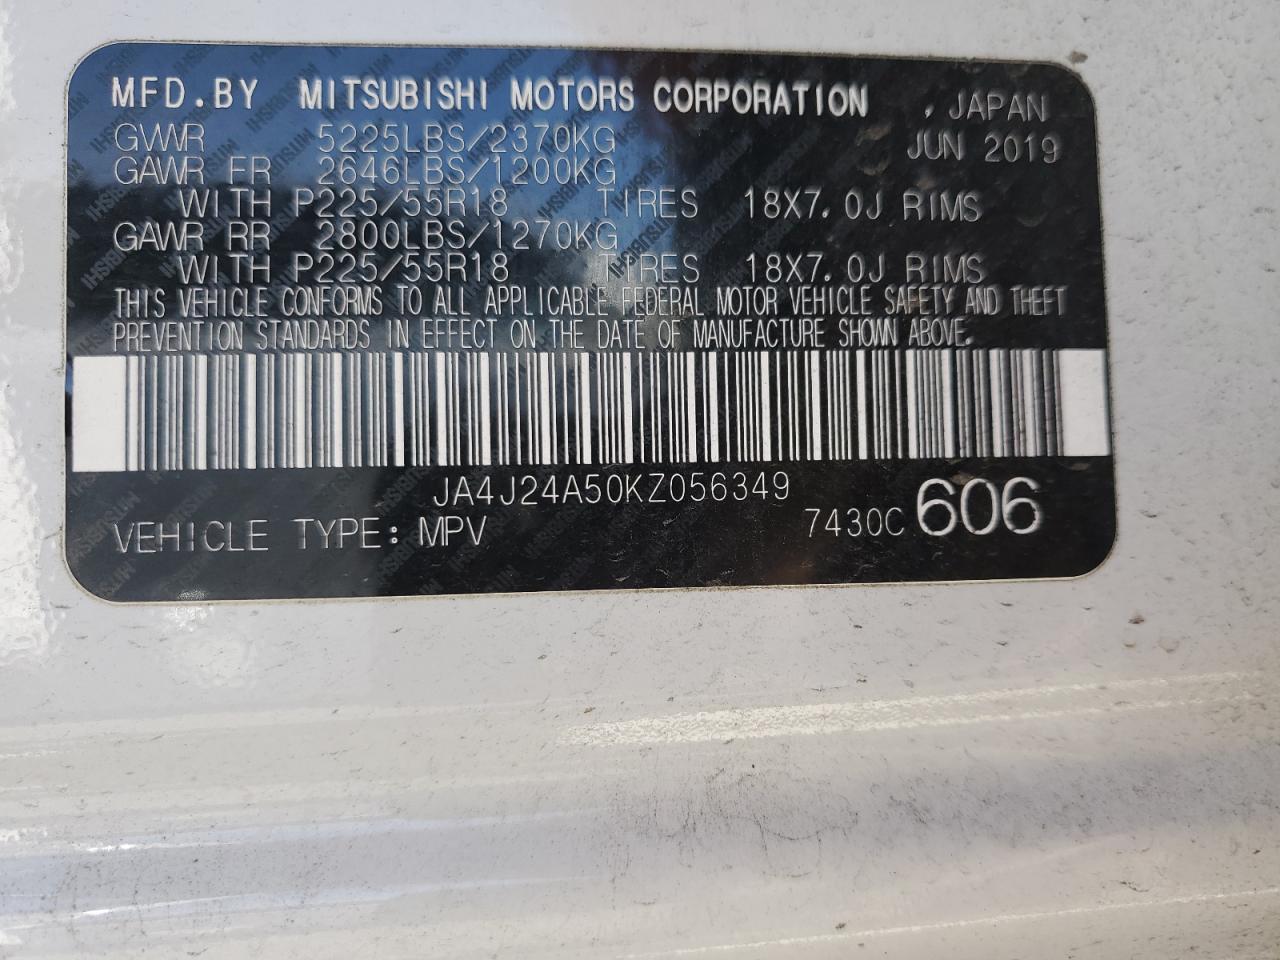 MFD.BY MITSUBISHI MOTORS CORPORATION , JAPAN
GVWR 5225LBS/2370KG JUN 2019
GAWR FR 2646LBS/1200KG
WITH P225/55R18 TIRES 18X7.0J RIMS
GAWR RR 2800LBS/1270KG
WITH P225/55R18 TIRES 18X7.0J RIMS
THIS VEHICLE CONFORMS TO ALL APPLICABLE FEDERAL MOTOR VEHICLE SAFETY AND THEFT
PREVENTION STANDARDS IN EFFECT ON THE DATE OF MANUFACTURE SHOWN ABOVE.
JA4J24A50KZ056349
VEHICLE TYPE: MPV 7430C 606